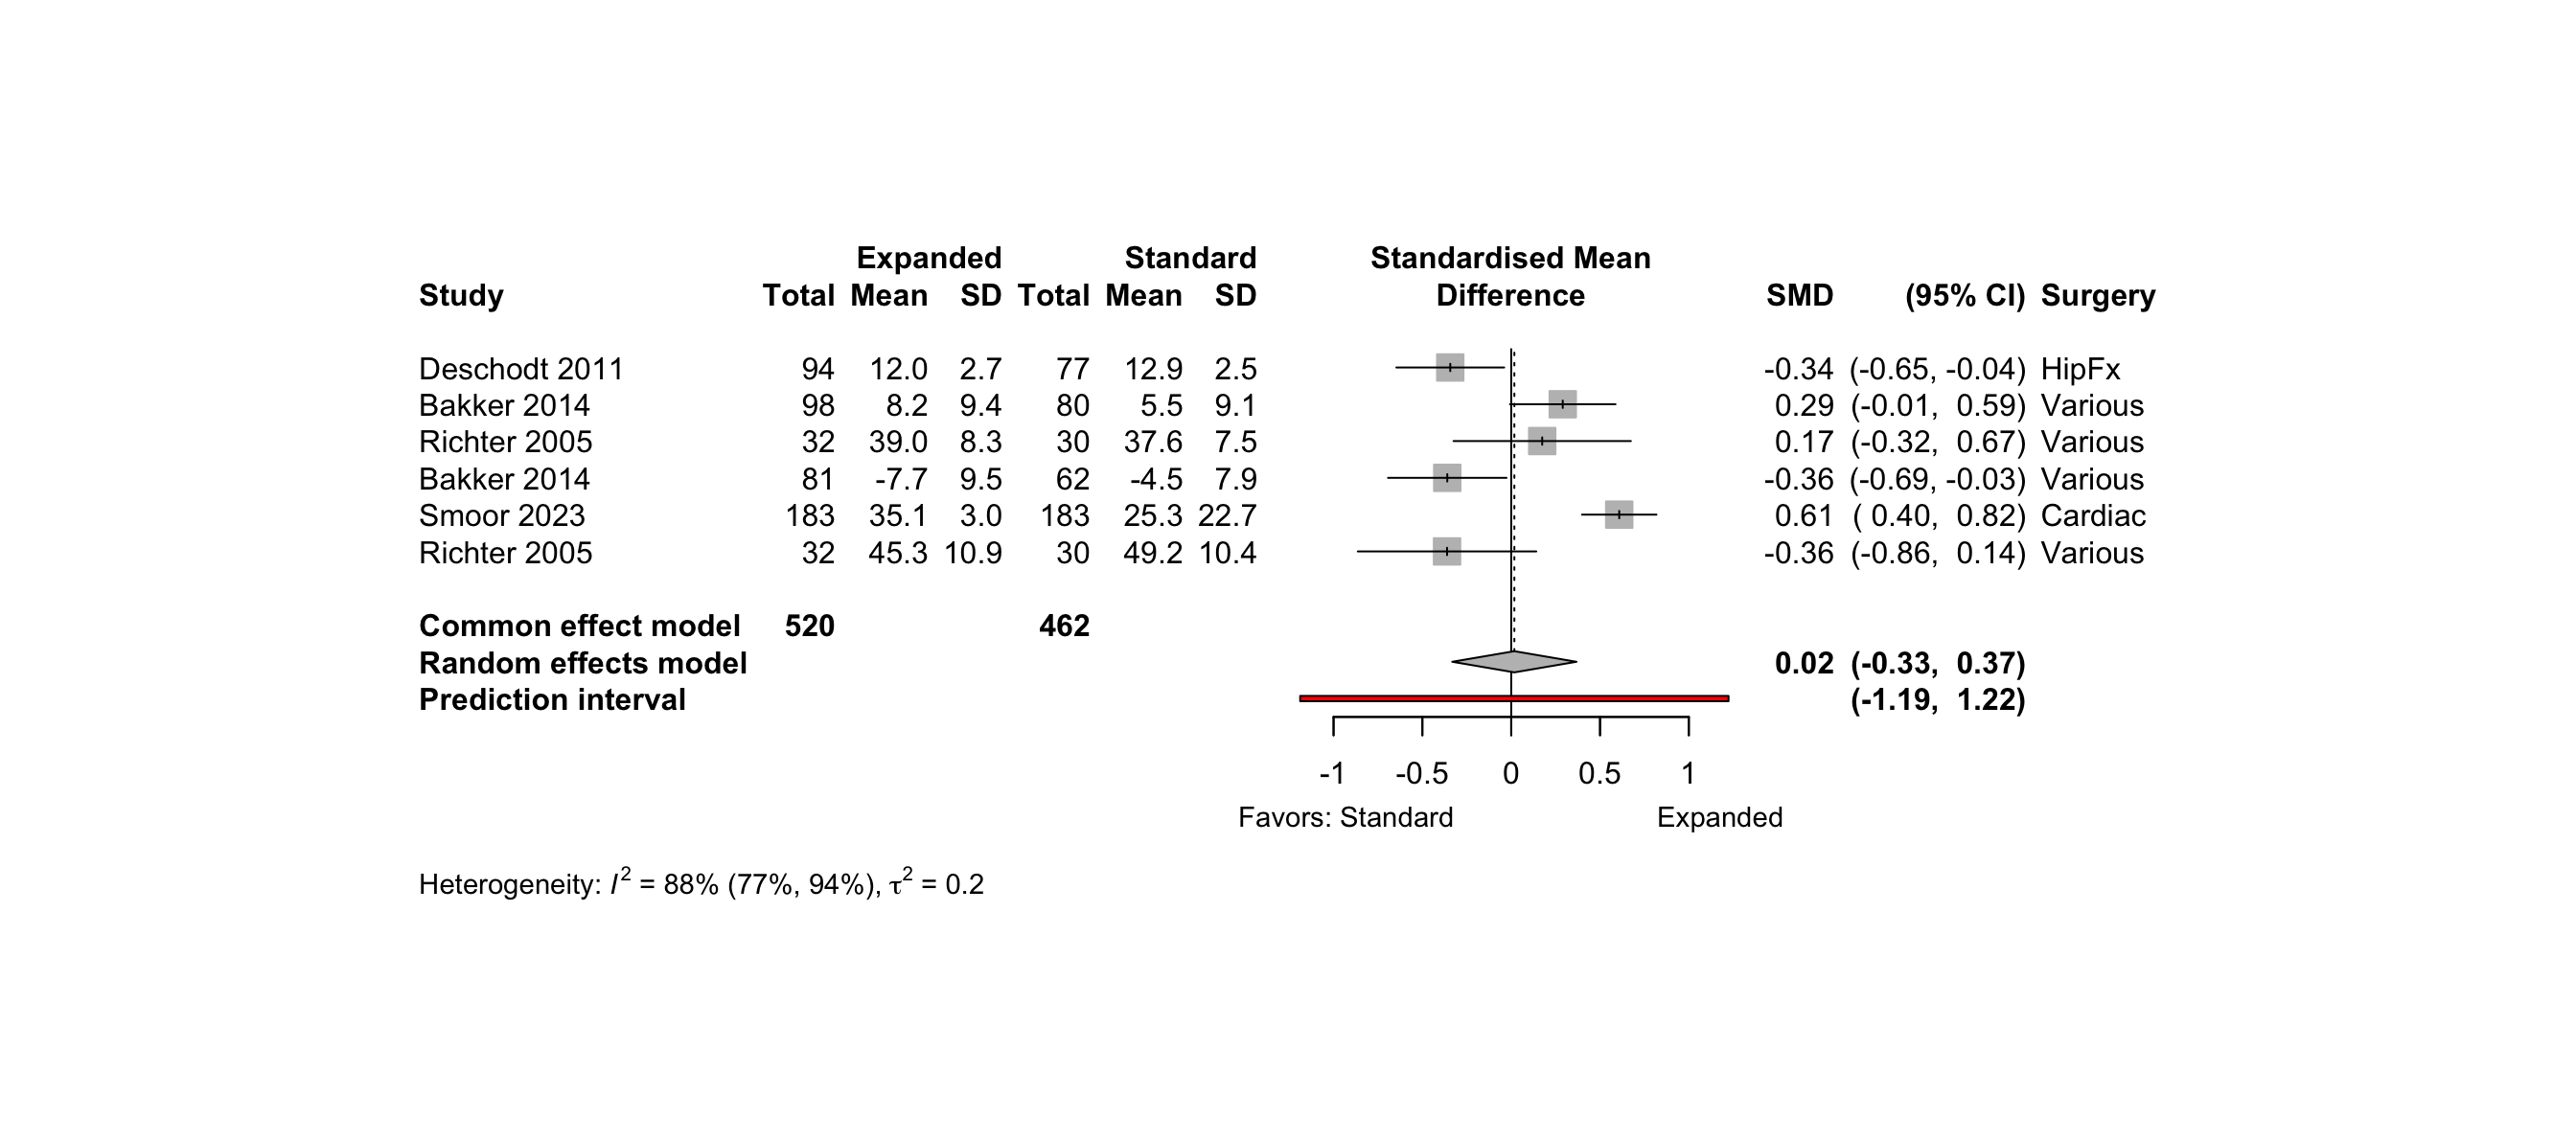 Expanded Standard Standardised Mean
Study Total Mean SD Total Mean SD Difference SMD (95% CI) Surgery
Deschodt 2011 94 12.0 2.7 77 12.9 2.5 -0.34 (-0.65, -0.04) HipFx
Bakker 2014 98 8.2 9.4 80 5.5 9.1 0.29 (-0.01, 0.59) Various
Richter 2005 32 39.0 8.3 30 37.6 7.5 0.17 (-0.32, 0.67) Various
Bakker 2014 81 -7.7 9.5 62 -4.5 7.9 -0.36 (-0.69, -0.03) Various
Smoor 2023 183 35.1 3.0 183 25.3 22.7 0.61 ( 0.40, 0.82) Cardiac
Richter 2005 32 45.3 10.9 30 49.2 10.4 -0.36 (-0.86, 0.14) Various
Common effect model 520 462
Random effects model 0.02 (-0.33, 0.37)
Prediction interval (-1.19, 1.22)
-1 -0.5 0 0.5 1
Favors: Standard Expanded
Heterogeneity: I² = 88% (77%, 94%), τ² = 0.2